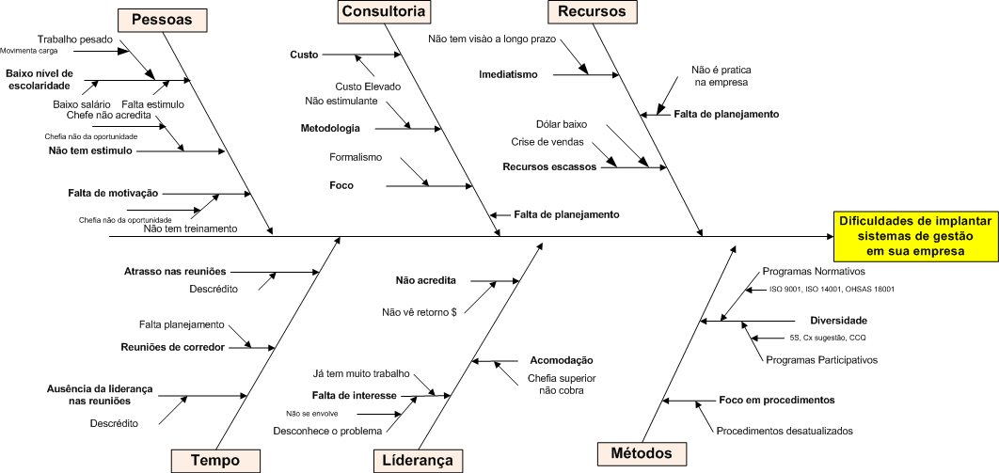 Pessoas
Trabalho pesado
Movimenta carga
Baixo nível de
escolaridade
Baixo salário
Falta estimulo
Chefe não acredita
Chefia não da oportunidade
Não tem estimulo
Falta de motivação
Chefia não da oportunidade
Não tem treinamento
Consultoria
Custo
Custo Elevado
Não estimulante
Metodologia
Formalismo
Foco
Falta de planejamento
Recursos
Não tem visào a longo prazo
Imediatismo
Não é pratica
na empresa
Falta de planejamento
Dólar baixo
Crise de vendas
Recursos escassos
Dificuldades de implantar
sistemas de gestão
em sua empresa
Atrasso nas reuniões
Descrédito
Falta planejamento
Reuniões de corredor
Ausência da liderança
nas reuniões
Descrédito
Tempo
Não acredita
Não vê retorno $
Acomodação
Chefia superior
não cobra
Já tem muito trabalho
Falta de interesse
Não se envolve
Desconhece o problema
Líderança
Programas Normativos
ISO 9001, ISO 14001, OHSAS 18001
Diversidade
5S, Cx sugestão, CCQ
Programas Participativos
Foco em procedimentos
Procedimentos desatualizados
Métodos